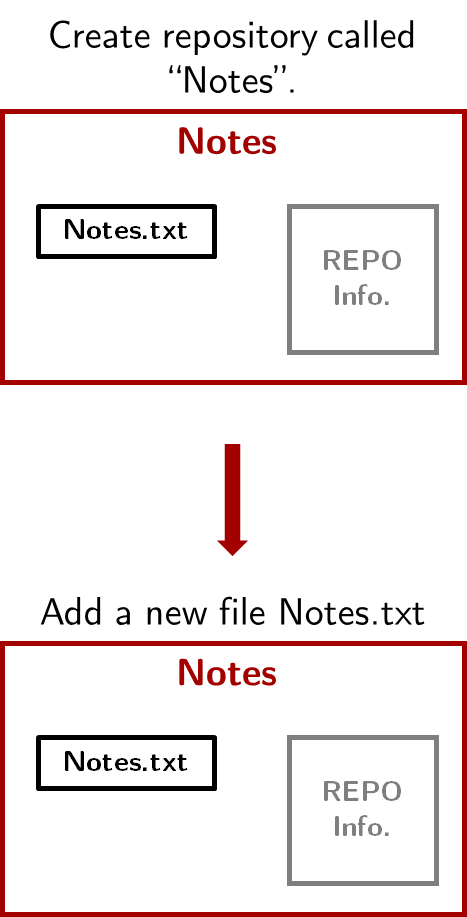 Create repository called
“Notes”.
Notes
Notes.txt
REPO
Info.
Add a new file Notes.txt
Notes
Notes.txt
REPO
Info.